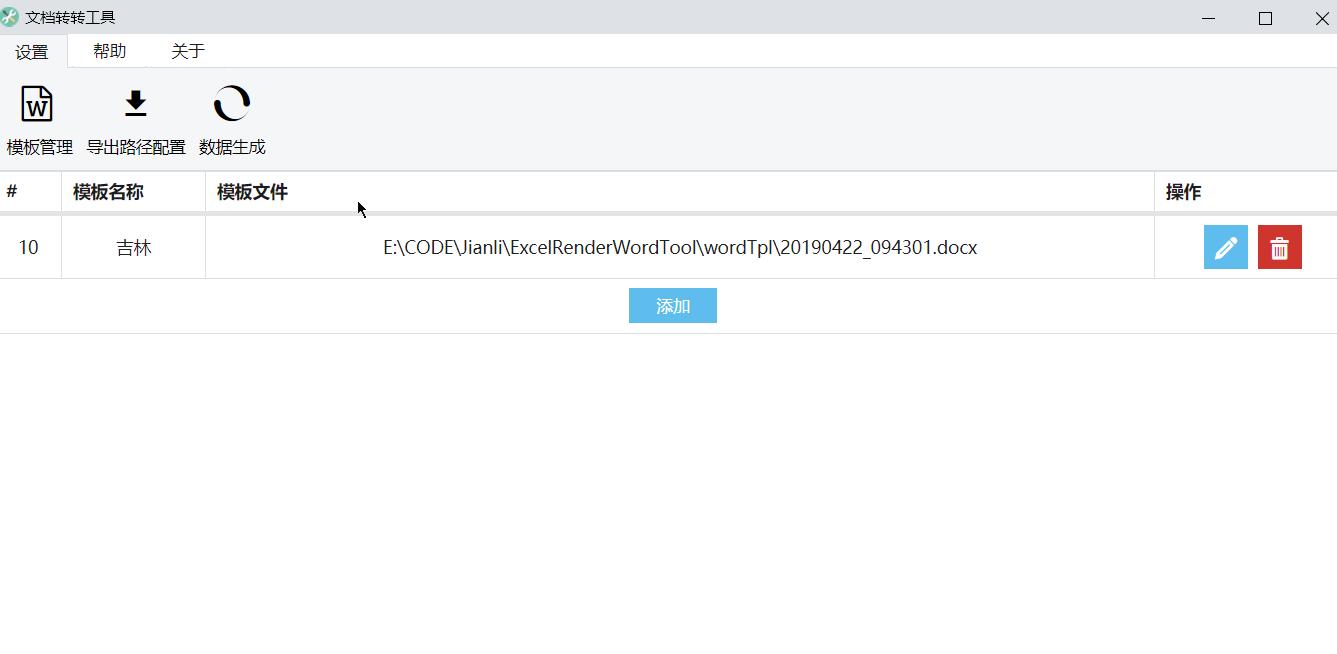 文档转转工具
设置 帮助 关于
W
模板管理 导出路径配置 数据生成
# 模板名称 模板文件 操作
10 吉林 E:\CODE\Jianli\ExcelRenderWordTool\wordTpl\20190422_094301.docx
添加